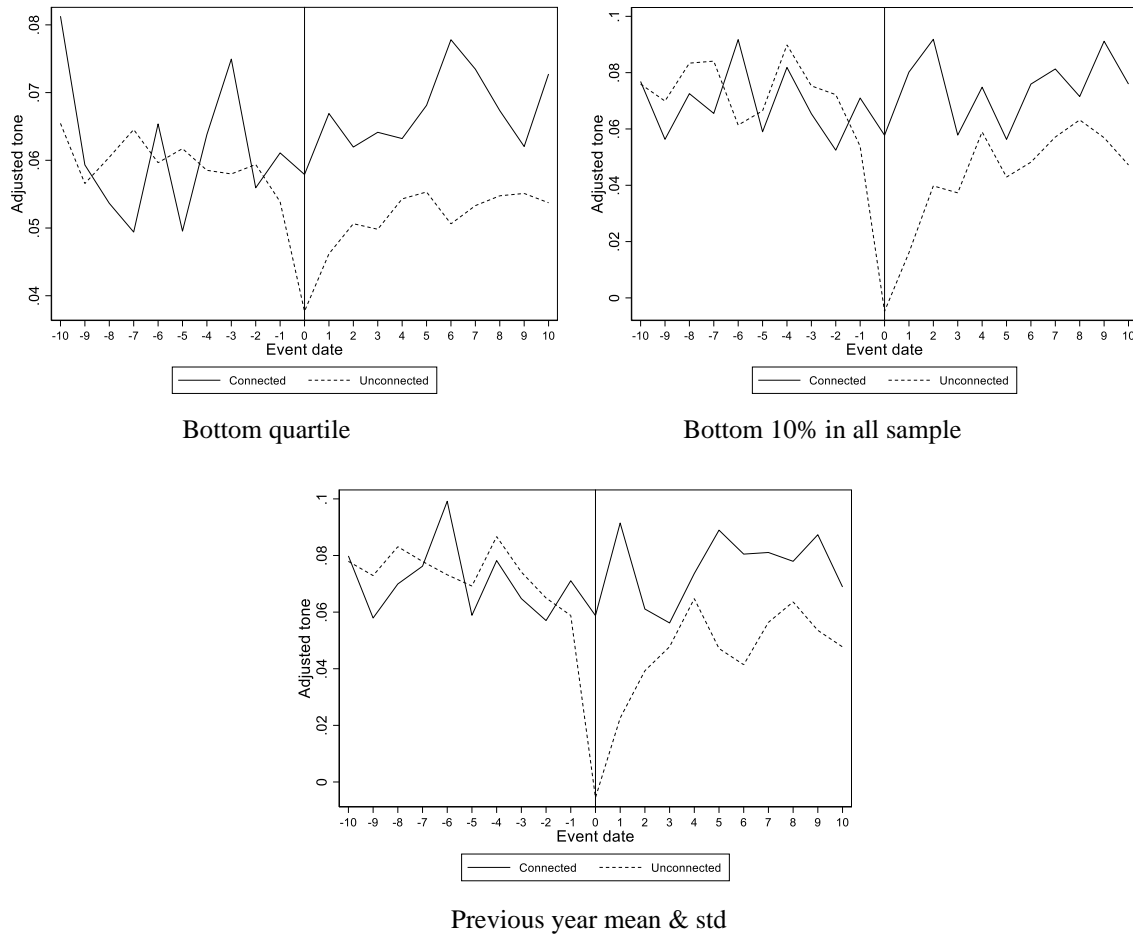 .08
.07
.06
.05
.04
Adjusted tone
-10 -9 -8 -7 -6 -5 -4 -3 -2 -1 0 1 2 3 4 5 6 7 8 9 10
Event date
Connected Unconnected
Bottom quartile
.1
.08
.06
.04
.02
0
Adjusted tone
-10 -9 -8 -7 -6 -5 -4 -3 -2 -1 0 1 2 3 4 5 6 7 8 9 10
Event date
Connected Unconnected
Bottom 10% in all sample
.1
.08
.06
.04
.02
0
Adjusted tone
-10 -9 -8 -7 -6 -5 -4 -3 -2 -1 0 1 2 3 4 5 6 7 8 9 10
Event date
Connected Unconnected
Previous year mean & std